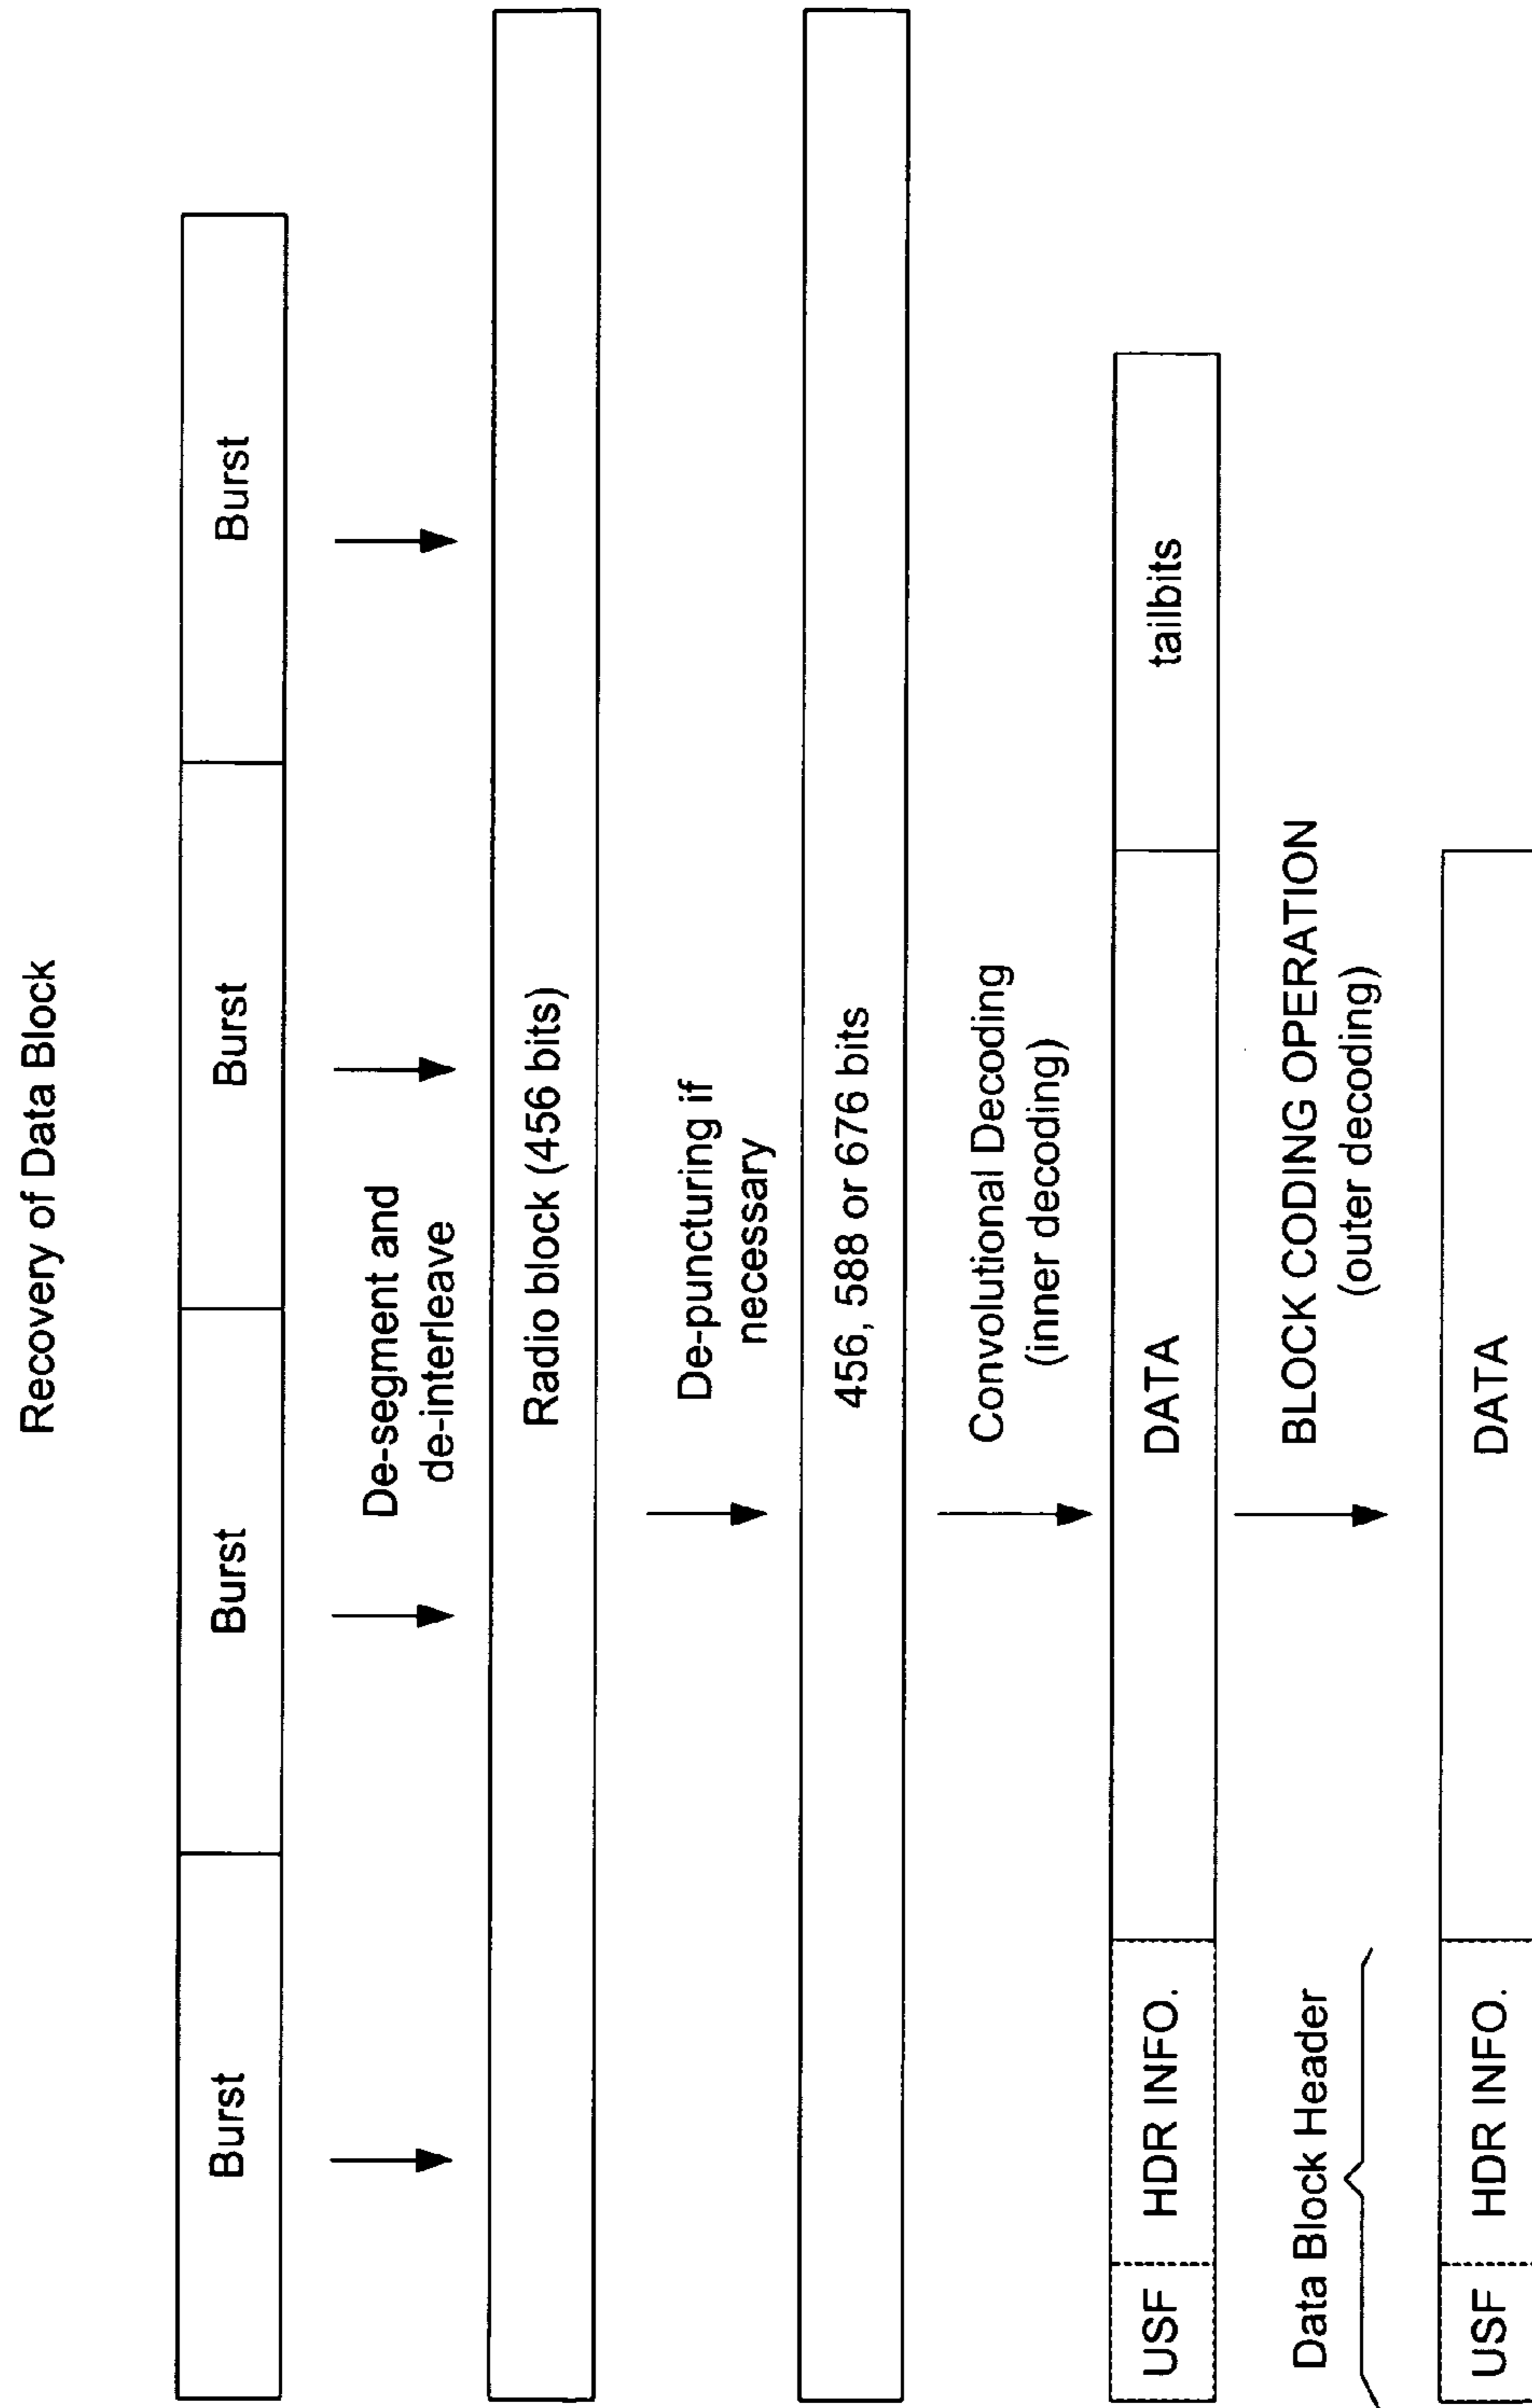 Recovery of Data Block
Burst Burst Burst Burst
De-segment and
de-interleave
Radio block (456 bits)
De-puncturing if
necessary
456, 588 or 676 bits
Convolutional Decoding
(inner decoding)
USF HDR INFO. DATA tailbits
BLOCK CODING OPERATION
(outer decoding)
Data Block Header
USF HDR INFO. DATA